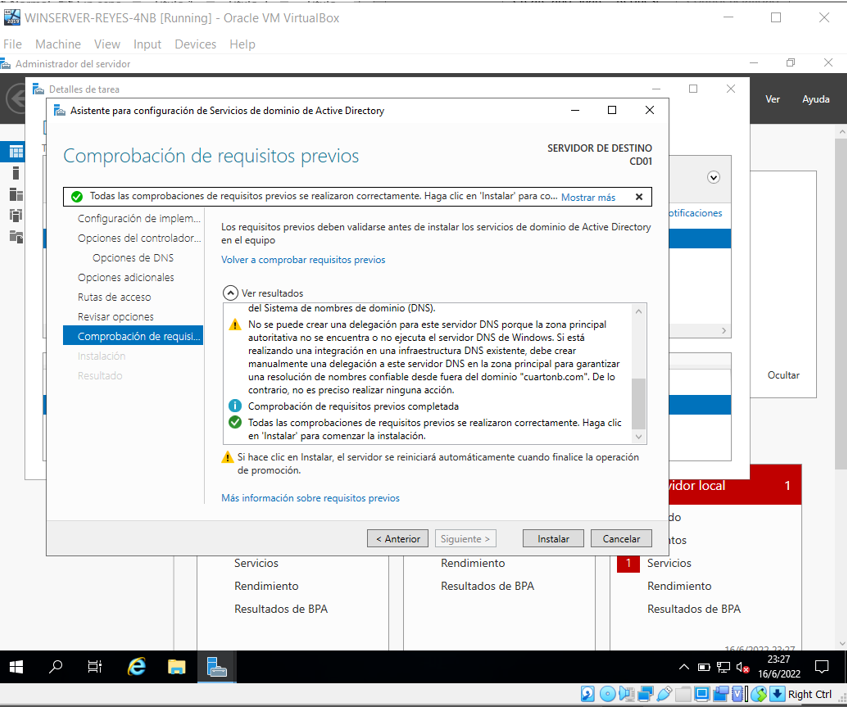 WINSERVER-REYES-4NB [Running] - Oracle VM VirtualBox
File Machine View Input Devices Help
Administrador del servidor
Detalles de tarea
Ver Ayuda
Asistente para configuración de Servicios de dominio de Active Directory
Comprobación de requisitos previos
SERVIDOR DE DESTINO
CD01
Todas las comprobaciones de requisitos previos se realizaron correctamente. Haga clic en 'Instalar' para co... Mostrar más
Configuración de implem...
Opciones del controlador...
Opciones de DNS
Opciones adicionales
Rutas de acceso
Revisar opciones
Comprobación de requisi...
Instalación
Resultado
Los requisitos previos deben validarse antes de instalar los servicios de dominio de Active Directory
en el equipo
Volver a comprobar requisitos previos
Ver resultados
del Sistema de nombres de dominio (DNS).
No se puede crear una delegación para este servidor DNS porque la zona principal
autoritativa no se encuentra o no ejecuta el servidor DNS de Windows. Si está
realizando una integración en una infraestructura DNS existente, debe crear
manualmente una delegación a este servidor DNS en la zona principal para garantizar
una resolución de nombres confiable desde fuera del dominio "cuartonb.com". De lo
contrario, no es preciso realizar ninguna acción.
Comprobación de requisitos previos completada
Todas las comprobaciones de requisitos previos se realizaron correctamente. Haga clic
en 'Instalar' para comenzar la instalación.
Si hace clic en Instalar, el servidor se reiniciará automáticamente cuando finalice la operación
de promoción.
Más información sobre requisitos previos
< Anterior Siguiente > Instalar Cancelar
otificaciones
Ocultar
vidor local 1
do
ntos
Servicios
Rendimiento
Resultados de BPA
Servicios
Rendimiento
Resultados de BPA
Rendimiento
Resultados de BPA
1
16/6/2022 23:27
23:27
16/6/2022
Right Ctrl